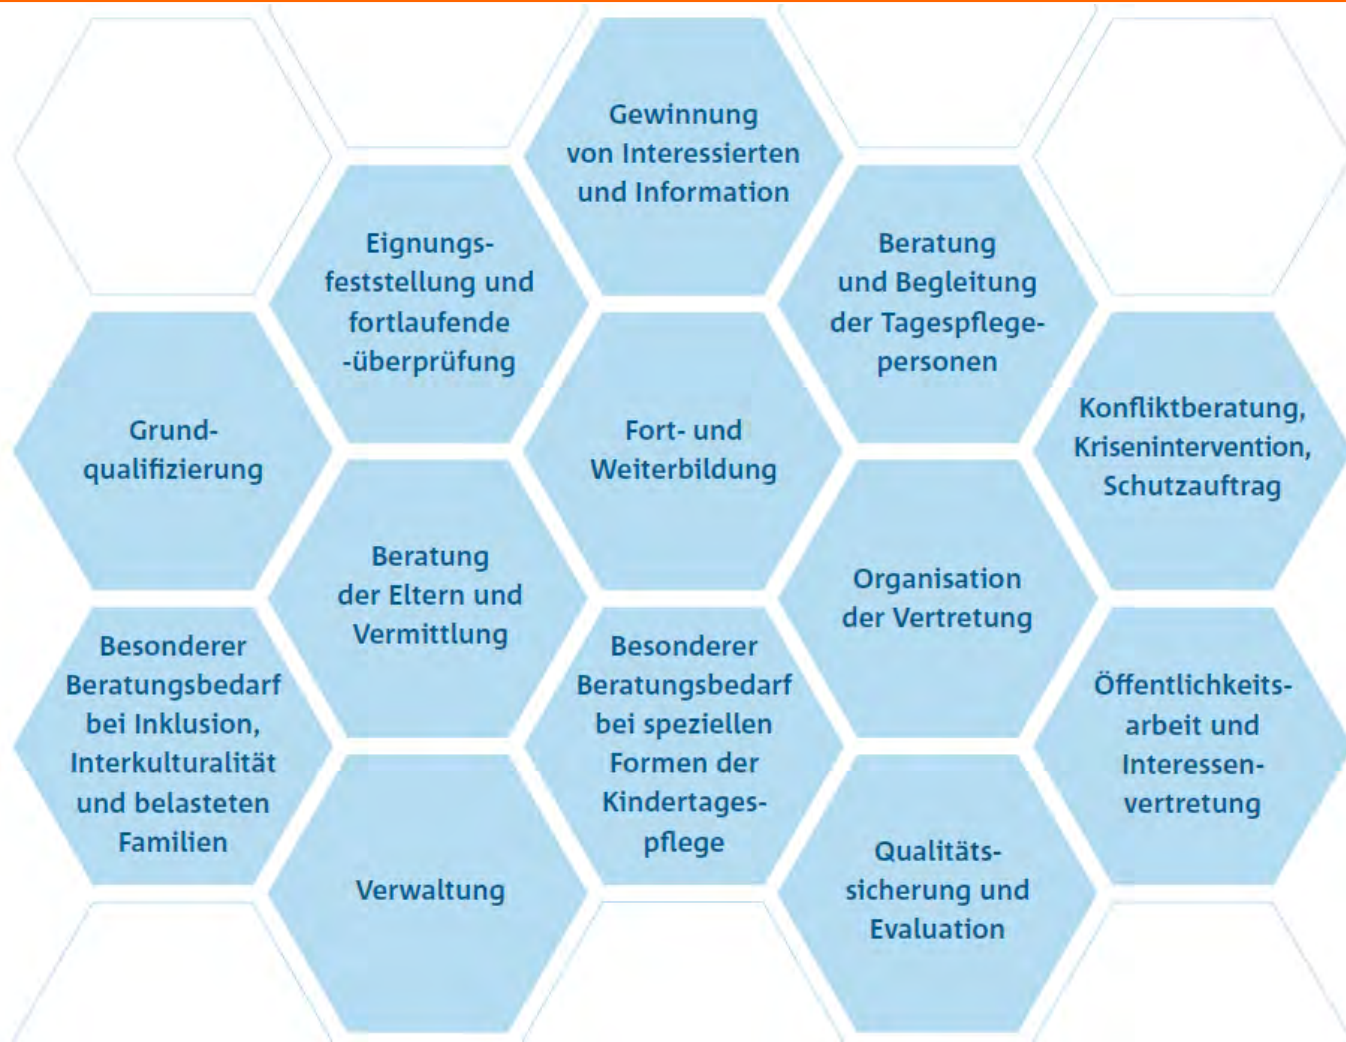 Gewinnung
von Interessierten
und Information
Eignungs-
feststellung und
fortlaufende
-überprüfung
Beratung
und Begleitung
der Tagespflege-
personen
Grund-
qualifizierung
Fort- und
Weiterbildung
Konfliktberatung,
Krisenintervention,
Schutzauftrag
Beratung
der Eltern und
Vermittlung
Organisation
der Vertretung
Besonderer
Beratungsbedarf
bei Inklusion,
Interkulturalität
und belasteten
Familien
Besonderer
Beratungsbedarf
bei speziellen
Formen der
Kindertages-
pflege
Öffentlichkeits-
arbeit und
Interessen-
vertretung
Verwaltung
Qualitäts-
sicherung und
Evaluation